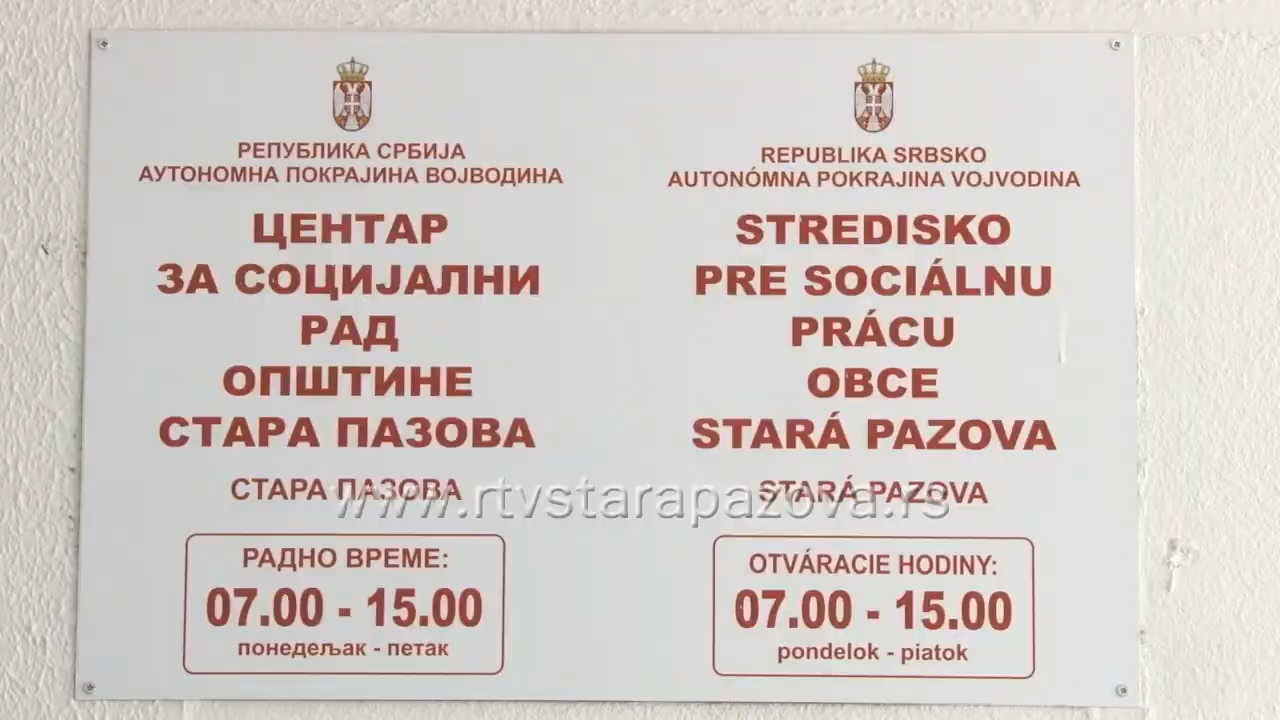 РЕПУБЛИКА СРБИЈА
АУТОНОМНА ПОКРАЈИНА ВОЈВОДИНА
ЦЕНТАР
ЗА СОЦИЈАЛНИ
РАД
ОПШТИНЕ
СТАРА ПАЗОВА
СТАРА ПАЗОВА
РАДНО ВРЕМЕ:
07.00 - 15.00
понедељак - петак
REPUBLIKA SRBSKO
AUTONÓMNA POKRAJINA VOJVODINA
STREDISKO
PRE SOCIÁLNU
PRÁCU
OBCE
STARÁ PAZOVA
STARÁ PAZOVA
OTVÁRACIE HODINY:
07.00 - 15.00
pondelok - piatok
www.rtvstarapazova.rs